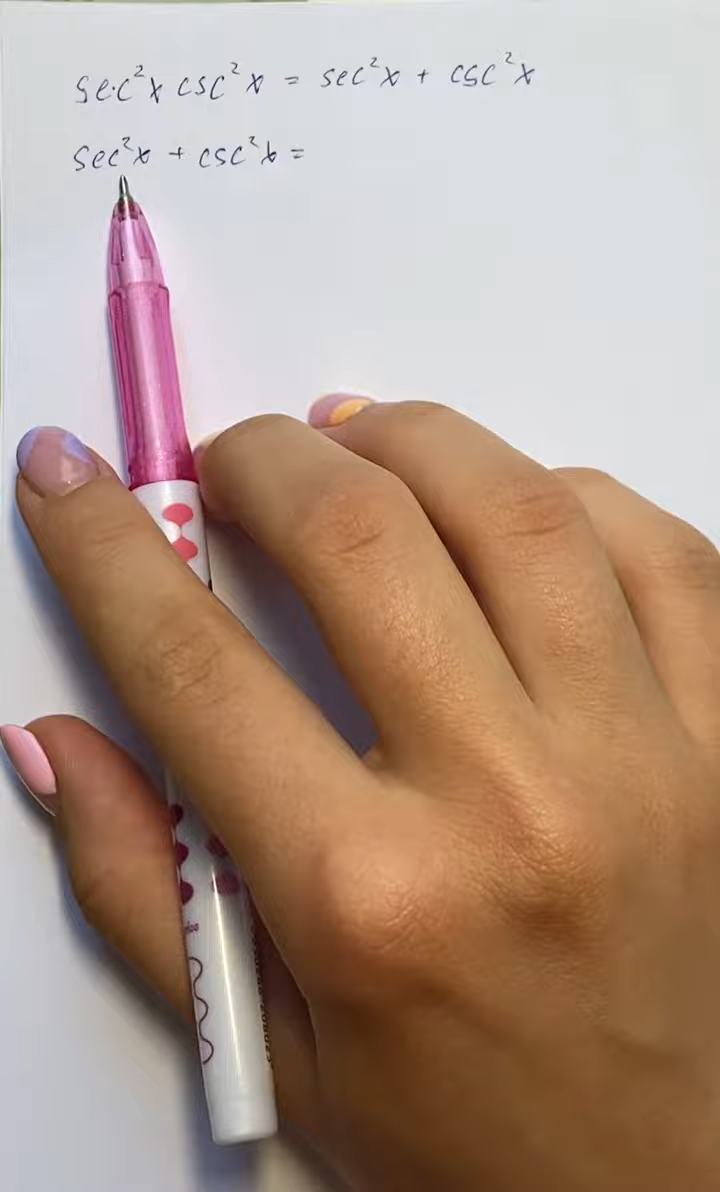 sec²x csc²x = sec²x + csc²x
sec²x + csc²x =